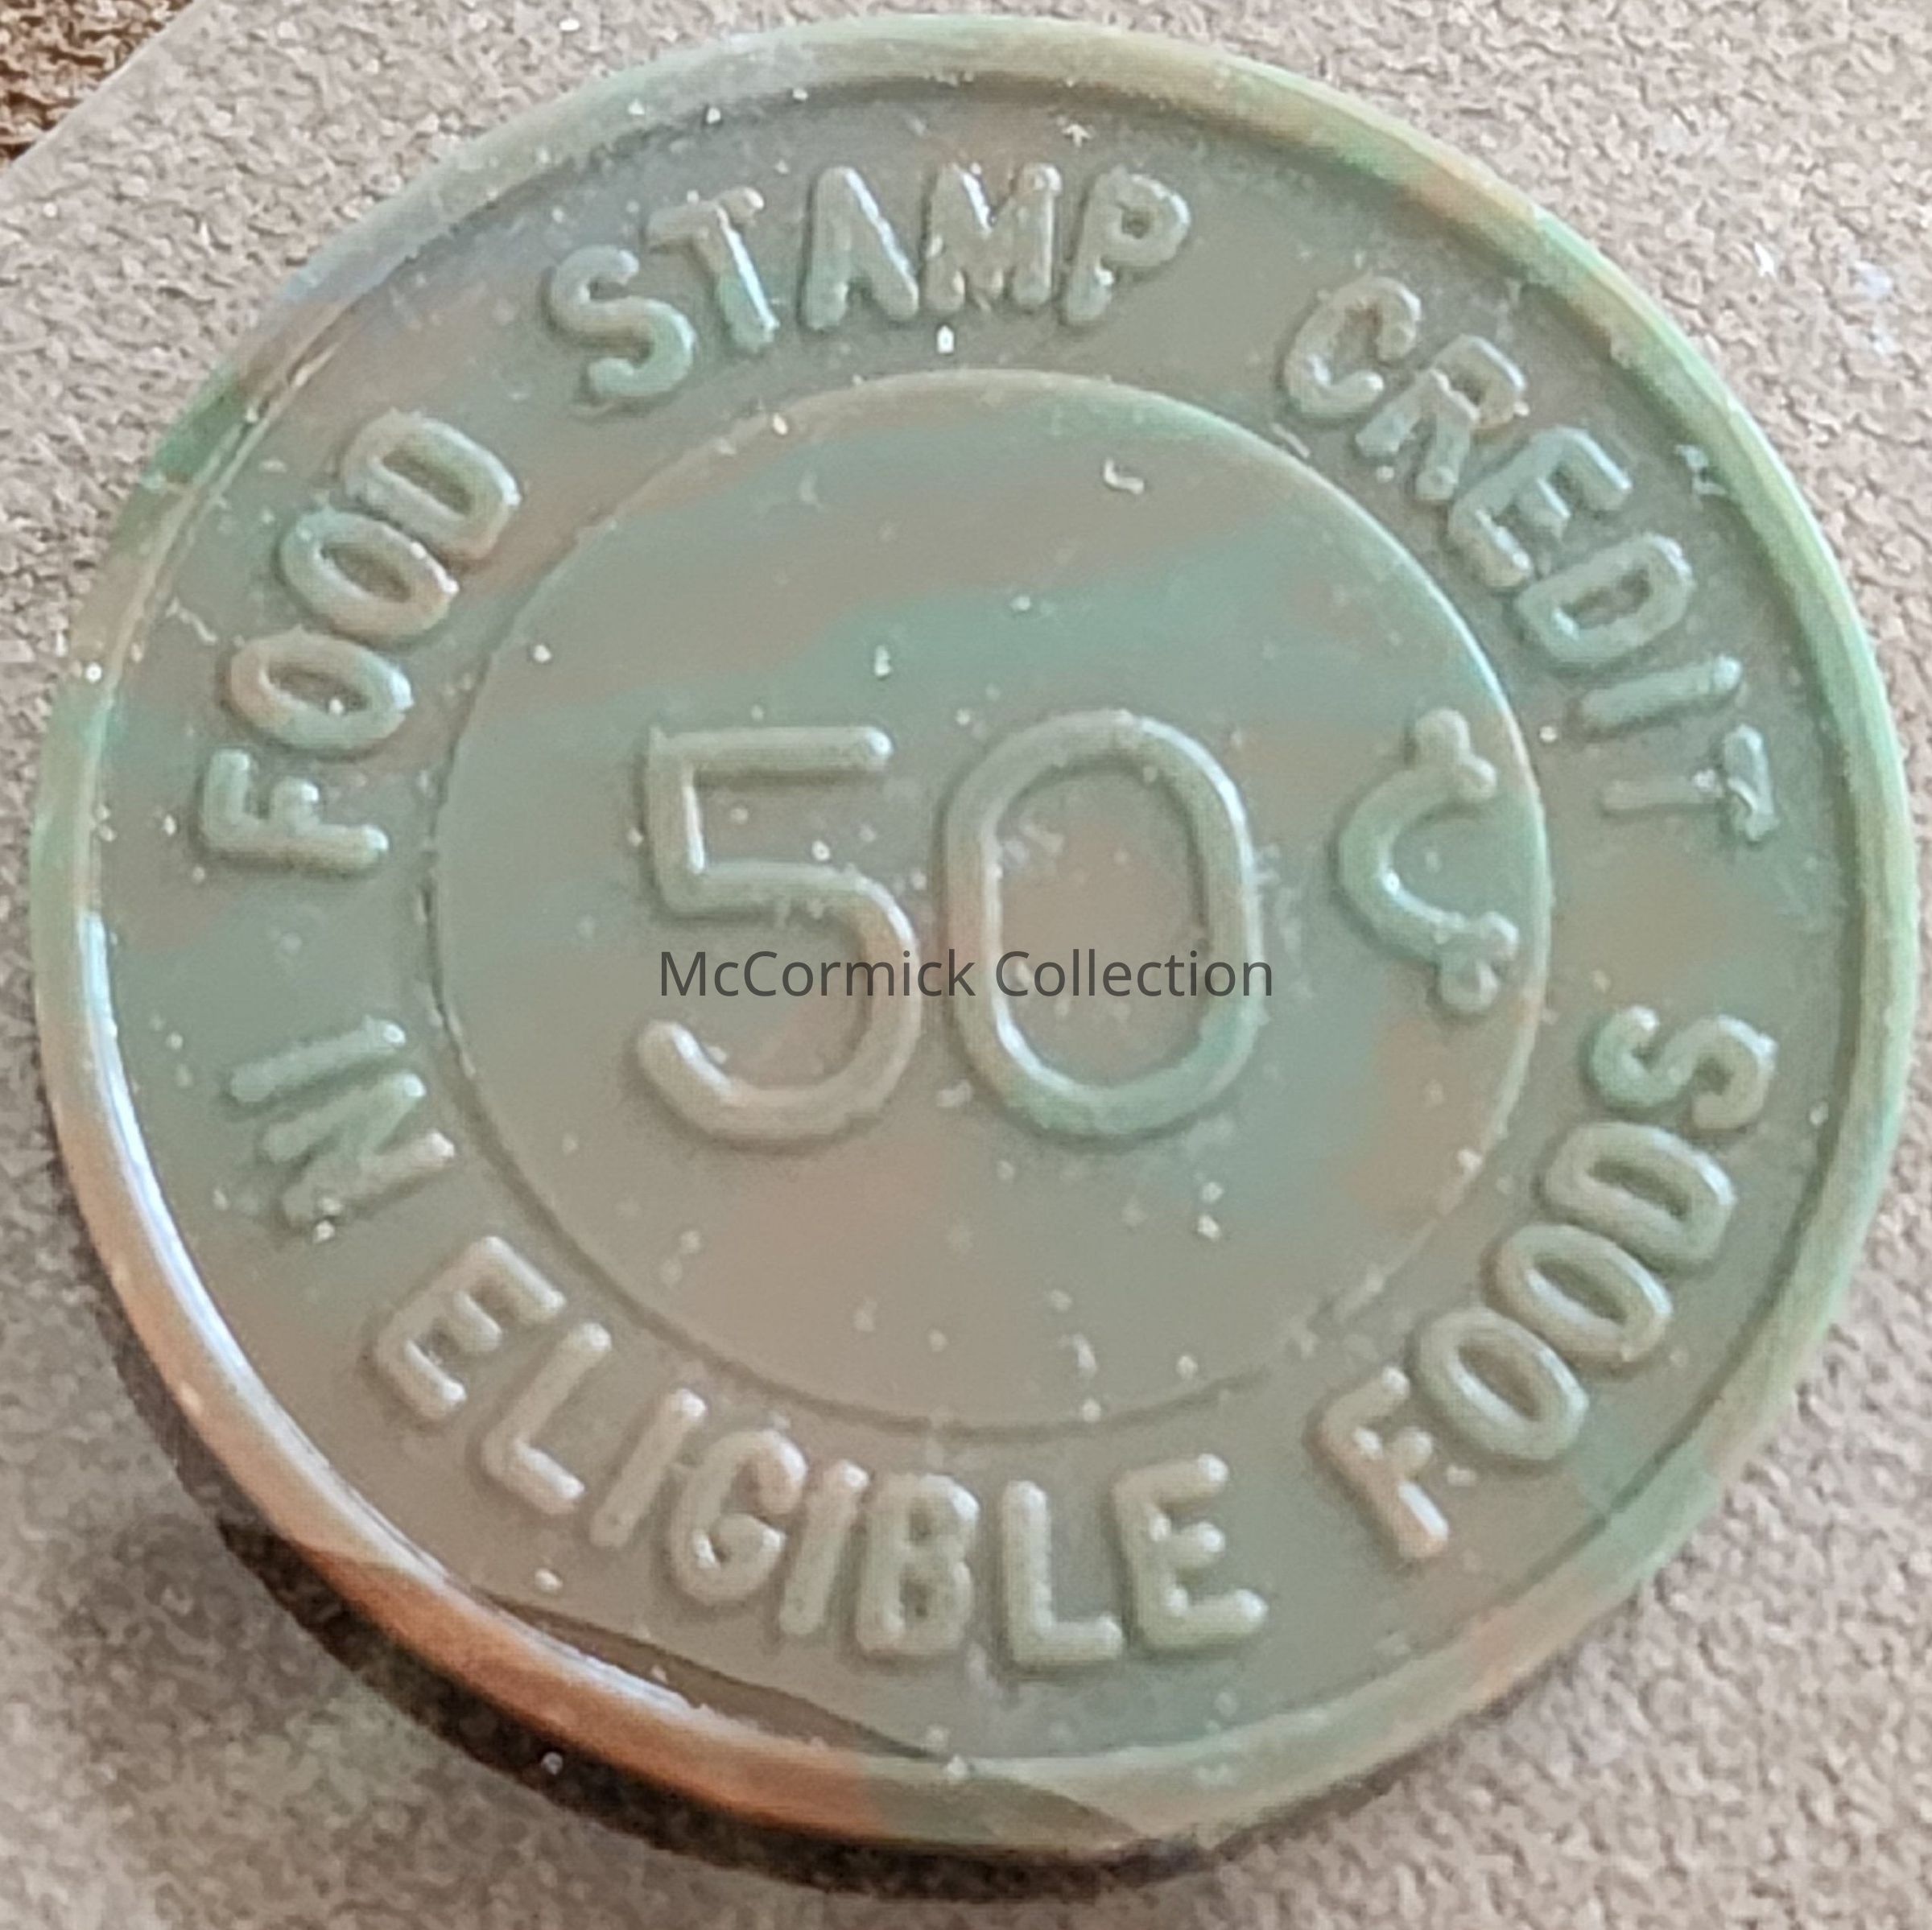 FOOD STAMP CREDIT
50¢
McCormick Collection
IN ELIGIBLE FOODS